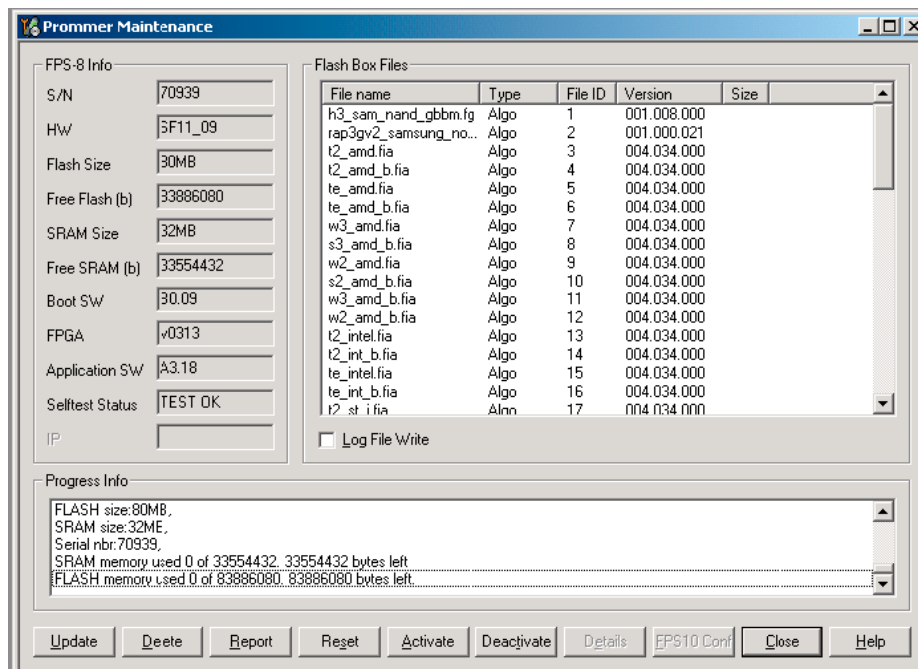 Prommer Maintenance
FPS-8 Info
S/N 70939
HW SF11_09
Flash Size 80MB
Free Flash (b) 83886080
SRAM Size 32MB
Free SRAM (b) 33554432
Boot SW B0.09
FPGA v0313
Application SW A3.18
Selftest Status TEST OK
IP
Flash Box Files
File name Type File ID Version Size
h3_sam_nand_gbbm.fg Algo 1 001.008.000
rap3gv2_samsung_no... Algo 2 001.000.021
t2_amd.fia Algo 3 004.034.000
t2_amd_b.fia Algo 4 004.034.000
te_amd.fia Algo 5 004.034.000
te_amd_b.fia Algo 6 004.034.000
w3_amd.fia Algo 7 004.034.000
s3_amd_b.fia Algo 8 004.034.000
w2_amd.fia Algo 9 004.034.000
s2_amd_b.fia Algo 10 004.034.000
w3_amd_b.fia Algo 11 004.034.000
w2_amd_b.fia Algo 12 004.034.000
t2_intel.fia Algo 13 004.034.000
t2_int_b.fia Algo 14 004.034.000
te_intel.fia Algo 15 004.034.000
te_int_b.fia Algo 16 004.034.000
t2_st_i.fia Algo 17 004.034.000
Log File Write
Progress Info
FLASH size:80MB,
SRAM size:32ME,
Serial nbr:70939,
SRAM memory used 0 of 33554432. 33554432 bytes left
FLASH memory used 0 of 83886080. 83886080 bytes left.
Update Deete Report Reset Activate Deactivate Details FPS10 Conf Close Help